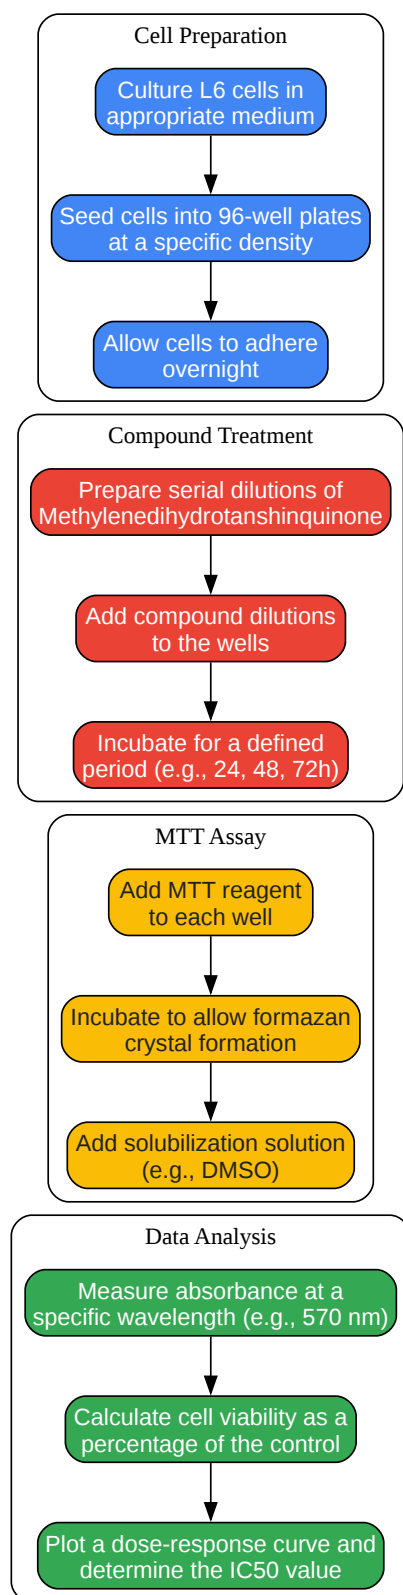 Cell Preparation
Culture L6 cells in
appropriate medium
Seed cells into 96-well plates
at a specific density
Allow cells to adhere
overnight
Compound Treatment
Prepare serial dilutions of
Methylenedihydrotanshinquinone
Add compound dilutions
to the wells
Incubate for a defined
period (e.g., 24, 48, 72h)
MTT Assay
Add MTT reagent
to each well
Incubate to allow formazan
crystal formation
Add solubilization solution
(e.g., DMSO)
Data Analysis
Measure absorbance at a
specific wavelength (e.g., 570 nm)
Calculate cell viability as a
percentage of the control
Plot a dose-response curve and
determine the IC50 value